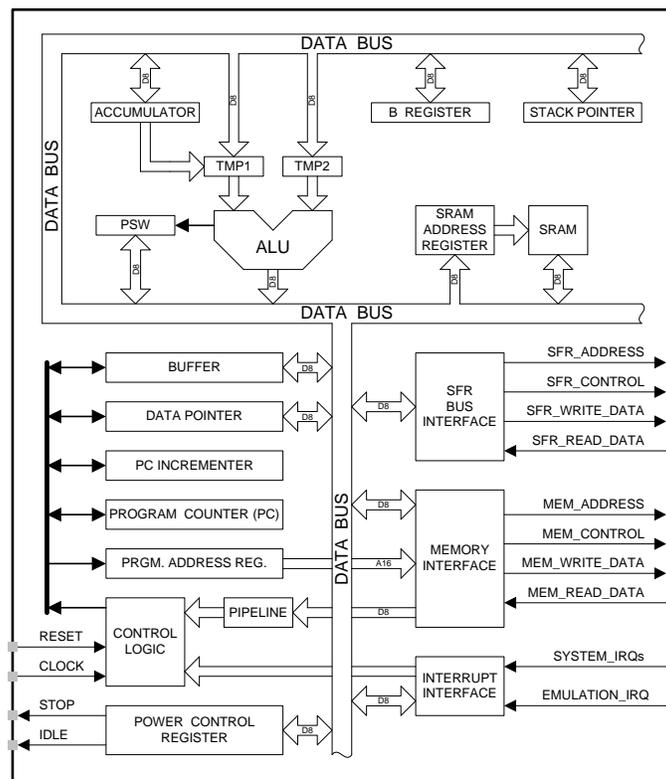 DATA BUS
D8
D8
D8
D8
D8
ACCUMULATOR
B REGISTER
STACK POINTER
DATA BUS
TMP1
TMP2
PSW
ALU
SRAM
ADDRESS
REGISTER
SRAM
D8
D8
D8
D8
DATA BUS
BUFFER
D8
DATA POINTER
D8
PC INCREMENTER
PROGRAM COUNTER (PC)
PRGM. ADDRESS REG.
A16
DATA BUS
D8
SFR
BUS
INTERFACE
SFR_ADDRESS
SFR_CONTROL
SFR_WRITE_DATA
SFR_READ_DATA
D8
MEMORY
INTERFACE
MEM_ADDRESS
MEM_CONTROL
MEM_WRITE_DATA
MEM_READ_DATA
CONTROL
LOGIC
PIPELINE
D8
RESET
CLOCK
INTERRUPT
INTERFACE
SYSTEM_IRQs
EMULATION_IRQ
D8
STOP
IDLE
POWER CONTROL
REGISTER
D8